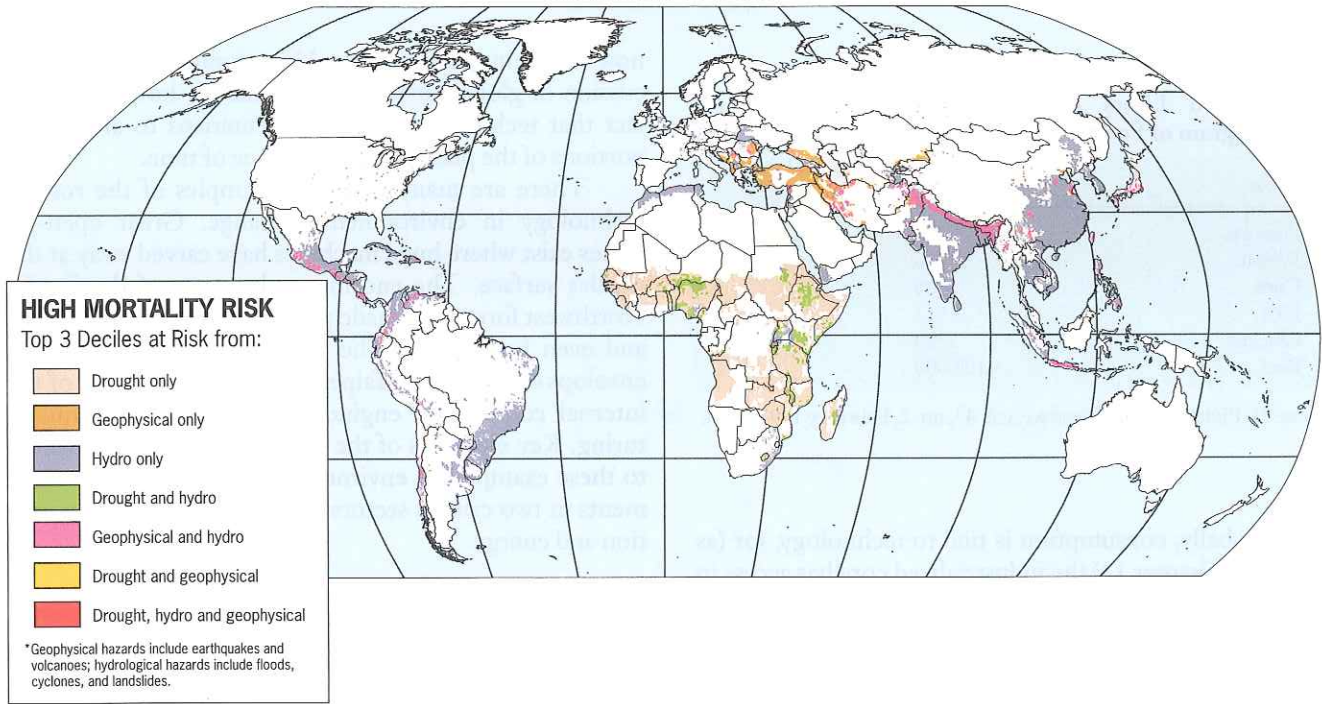 HIGH MORTALITY RISK
Top 3 Deciles at Risk from:
Drought only
Geophysical only
Hydro only
Drought and hydro
Geophysical and hydro
Drought and geophysical
Drought, hydro and geophysical
*Geophysical hazards include earthquakes and
volcanoes; hydrological hazards include floods,
cyclones, and landslides.